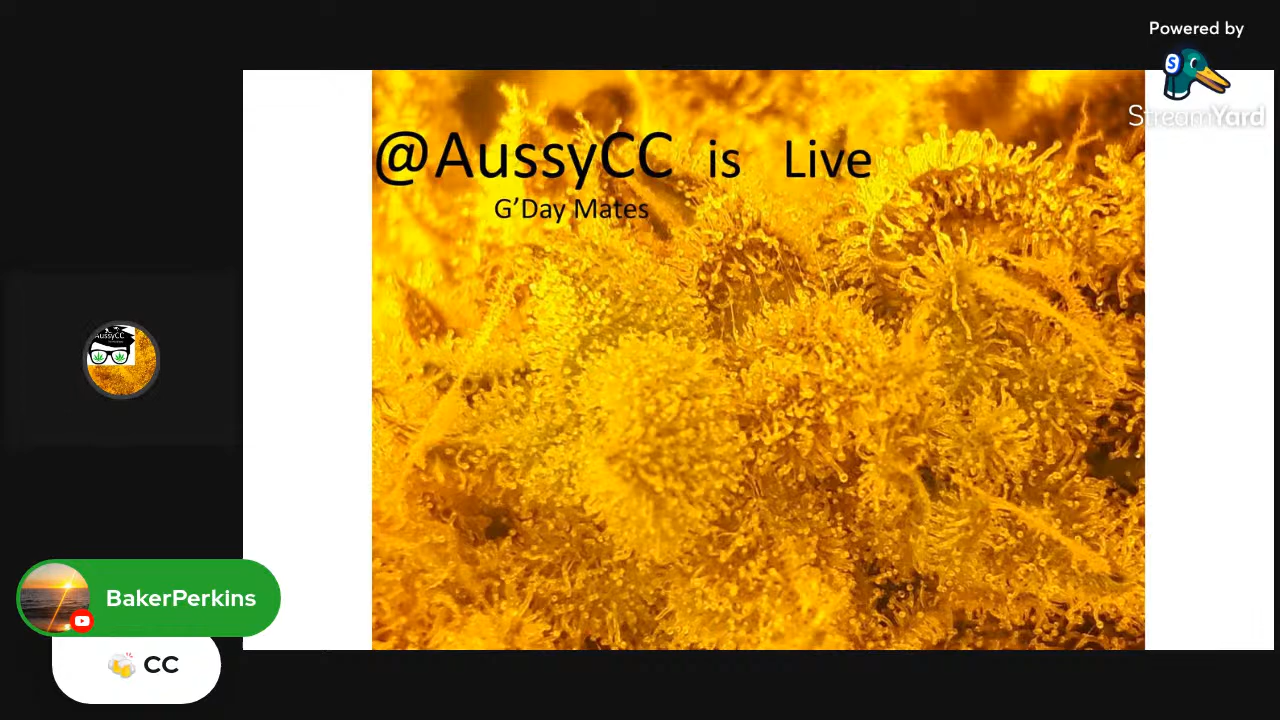 Powered by
S
StreamYard
@AussyCC is Live
G’Day Mates
AussyCC
BakerPerkins
🍻 CC